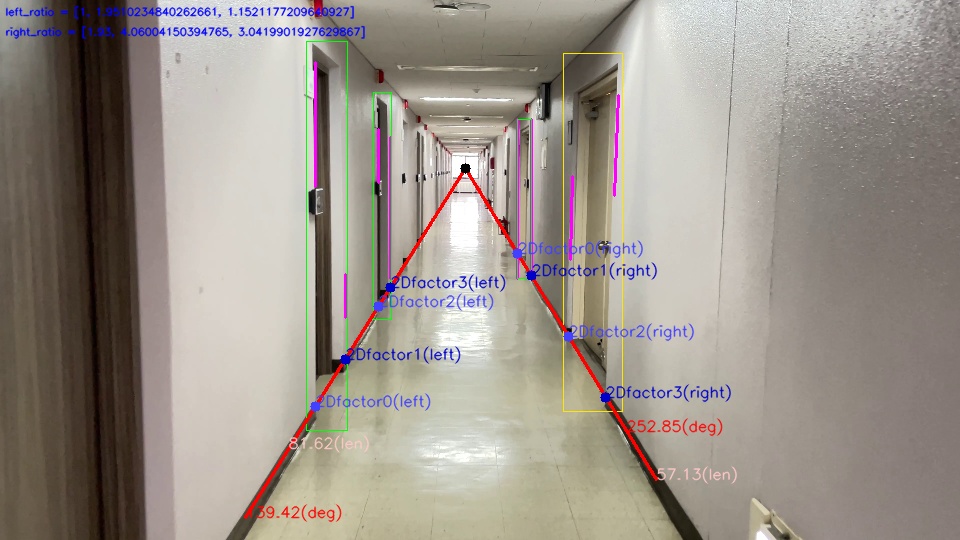 left_ratio = [1, 1.0510234840262661, 1.1521177209640927]
right_ratio = [1.83, 4.06004150394765, 3.0419901927629867]
2Dfactor0(right)
2Dfactor1(right)
2Dfactor3(left)
2Dfactor2(left)
2Dfactor2(right)
2Dfactor1(left)
2Dfactor3(right)
2Dfactor0(left)
252.85(deg)
81.62(len)
57.13(len)
59.42(deg)